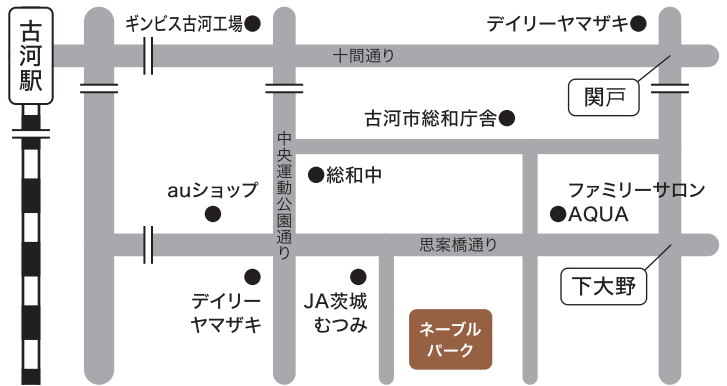 古河駅
ギンビス古河工場
デイリーヤマザキ
十間通り
関戸
古河市総和庁舎
中央運動公園通り
総和中
auショップ
ファミリーサロン
AQUA
思案橋通り
下大野
デイリー
ヤマザキ
JA茨城
むつみ
ネーブル
パーク